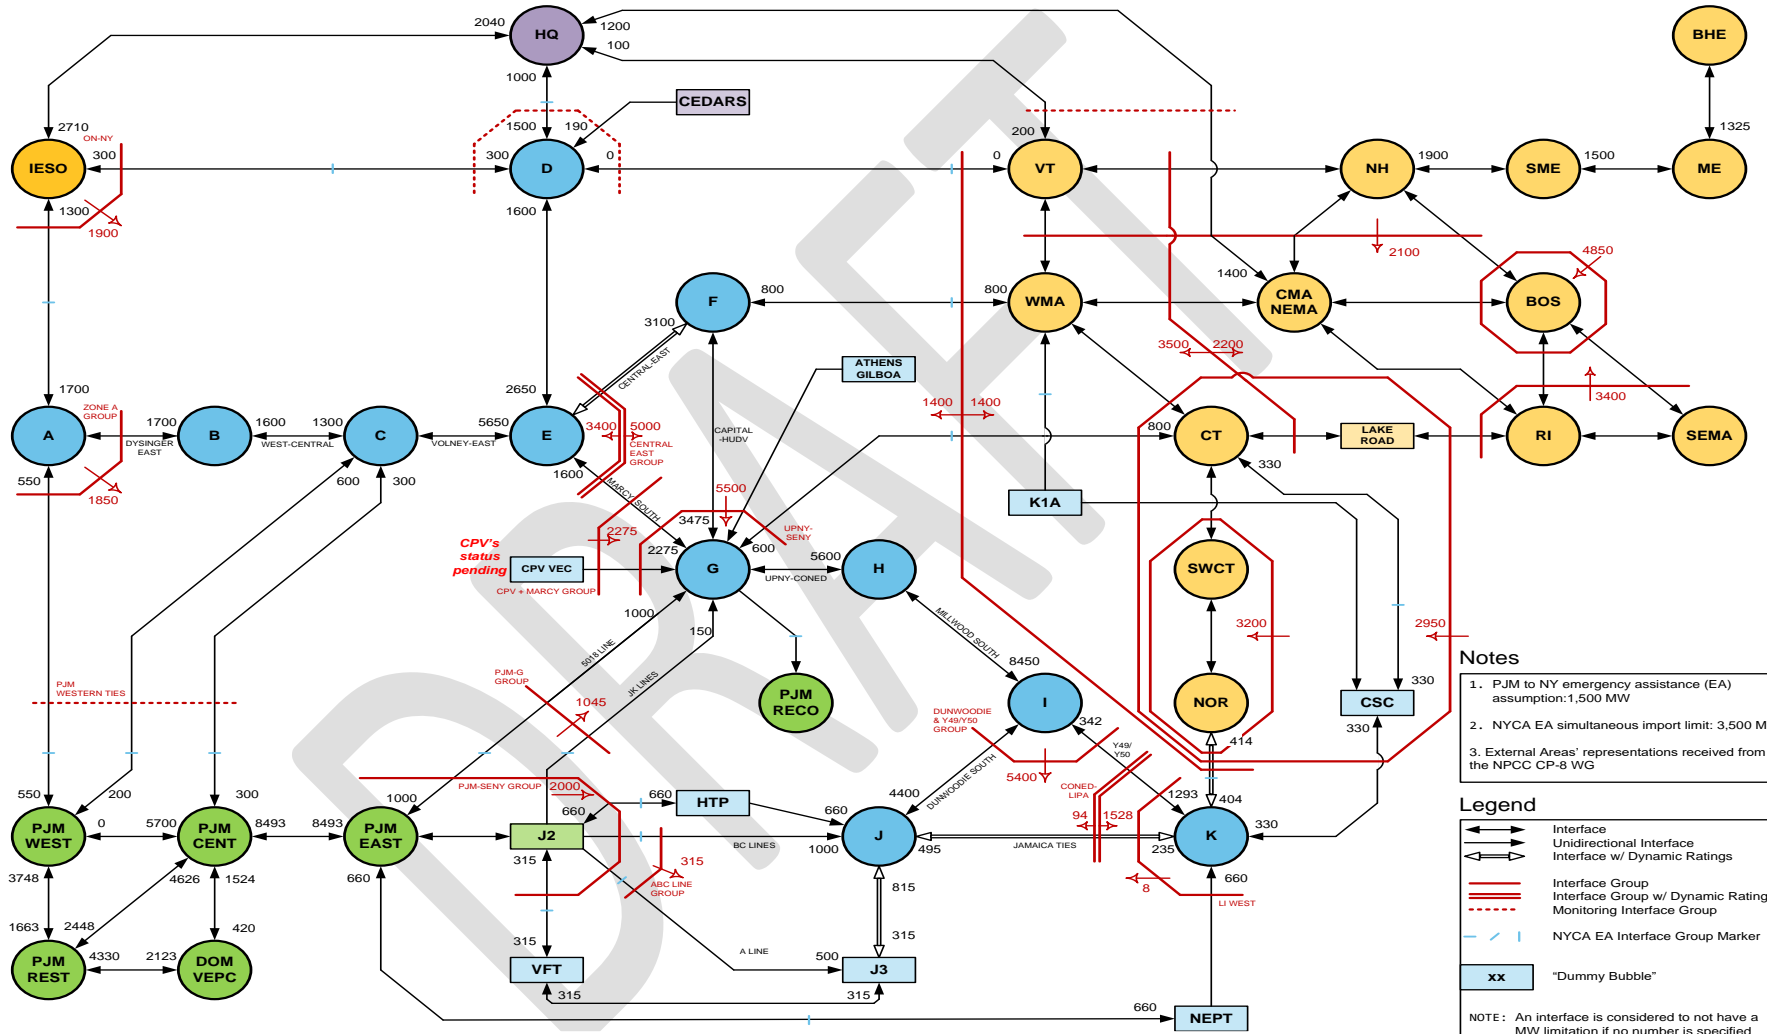 DRAFT
2040
HQ
1200
100
1000
BHE
CEDARS
2710
ON-NY
1500
190
200
1325
300
IESO
300
D
0
0
VT
NH
1900
SME
1500
ME
1300
1900
1600
2100
4850
F
800
800
WMA
1400
CMA
NEMA
BOS
3100
CENTRAL-EAST
ATHENS
GILBOA
3500
2200
1700
2650
ZONE A
GROUP
1700
1600
1300
5650
3400
5000
1400
1400
3400
A
DYSINGER
EAST
B
WEST-CENTRAL
C
VOLNEY-EAST
E
CENTRAL
EAST
GROUP
CAPITAL
-HUDV
800
CT
LAKE
ROAD
RI
SEMA
550
1850
600
300
1600
330
MARCY SOUTH
5500
K1A
2275
3475
UPNY-
SENY
CPV's
status
pending
2275
600
5600
CPV VEC
G
UPNY-CONED
H
SWCT
CPV + MARCY GROUP
1000
150
MILLWOOD SOUTH
3200
2950
5018 LINE
JK LINES
8450
Notes
PJM
WESTERN TIES
PJM-G
GROUP
1045
PJM
RECO
I
NOR
330
CSC
330
1. PJM to NY emergency assistance (EA)
assumption:1,500 MW
2. NYCA EA simultaneous import limit: 3,500 M
3. External Areas' representations received from
the NPCC CP-8 WG
DUNWOODIE
& Y49/Y50
GROUP
342
Y49/
Y50
414
5400
DUNWOODIE SOUTH
CONED-
LIPA
550
200
300
1000
PJM-SENY GROUP
2000
660
HTP
660
660
4400
1293
404
94
1528
330
PJM
WEST
0
5700
PJM
CENT
8493
8493
PJM
EAST
J2
BC LINES
1000
J
495
JAMAICA TIES
235
K
315
315
ABC LINE
GROUP
8
LI WEST
660
3748
4626
1524
660
815
1663
2448
420
315
315
PJM
REST
4330
2123
DOM
VEPC
A LINE
VFT
500
J3
315
315
660
NEPT
Legend
Interface
Unidirectional Interface
Interface w/ Dynamic Ratings
Interface Group
Interface Group w/ Dynamic Rating
Monitoring Interface Group
NYCA EA Interface Group Marker
xx
"Dummy Bubble"
NOTE: An interface is considered to not have a
MW limitation if no number is specified